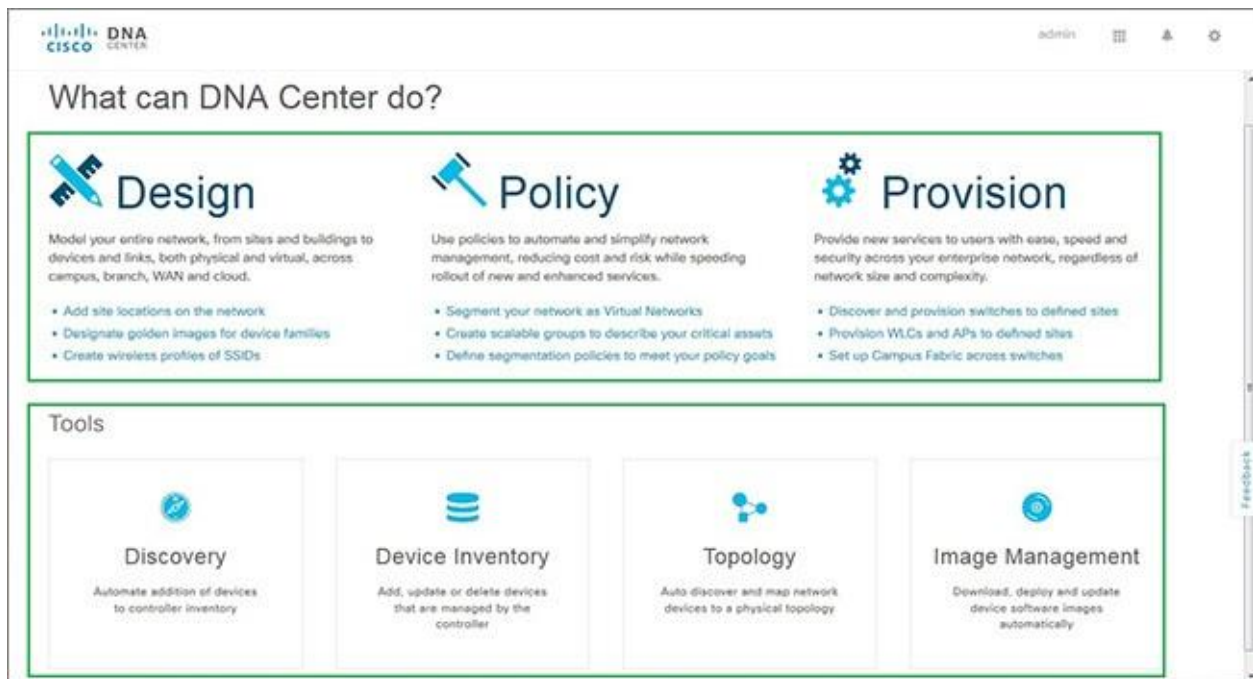 CISCO DNA CENTER
admin
What can DNA Center do?
Design
Model your entire network, from sites and buildings to
devices and links, both physical and virtual, across
campus, branch, WAN and cloud.
• Add site locations on the network
• Designate golden images for device families
• Create wireless profiles of SSIDs
Policy
Use policies to automate and simplify network
management, reducing cost and risk while speeding
rollout of new and enhanced services.
• Segment your network as Virtual Networks
• Create scalable groups to describe your critical assets
• Define segmentation policies to meet your policy goals
Provision
Provide new services to users with ease, speed and
security across your enterprise network, regardless of
network size and complexity.
• Discover and provision switches to defined sites
• Provision WLCs and APs to defined sites
• Set up Campus Fabric across switches
Tools
Discovery
Automate addition of devices
to controller inventory
Device Inventory
Add, update or delete devices
that are managed by the
controller
Topology
Auto discover and map network
devices to a physical topology
Image Management
Download, deploy and update
device software images
automatically
Feedback